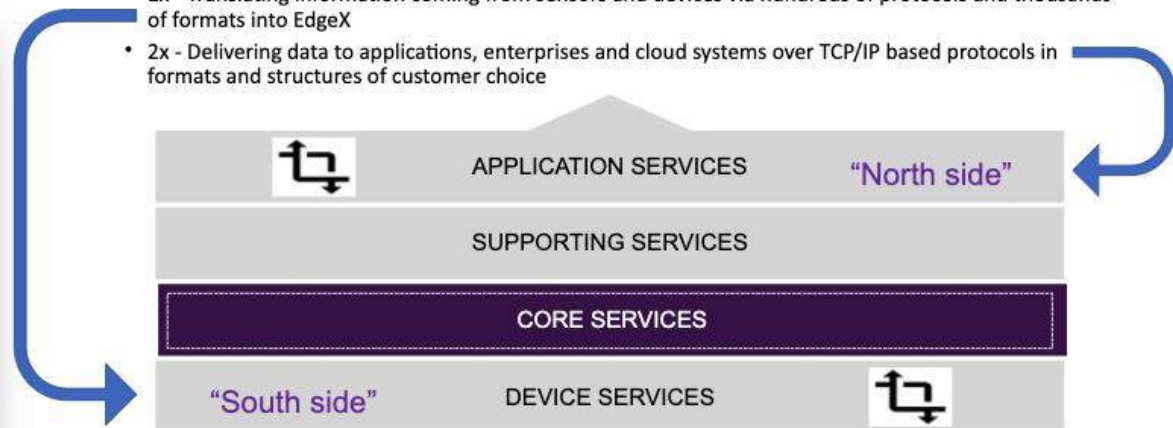 of formats into EdgeX
• 2x - Delivering data to applications, enterprises and cloud systems over TCP/IP based protocols in
formats and structures of customer choice
APPLICATION SERVICES
“North side”
SUPPORTING SERVICES
CORE SERVICES
“South side”
DEVICE SERVICES